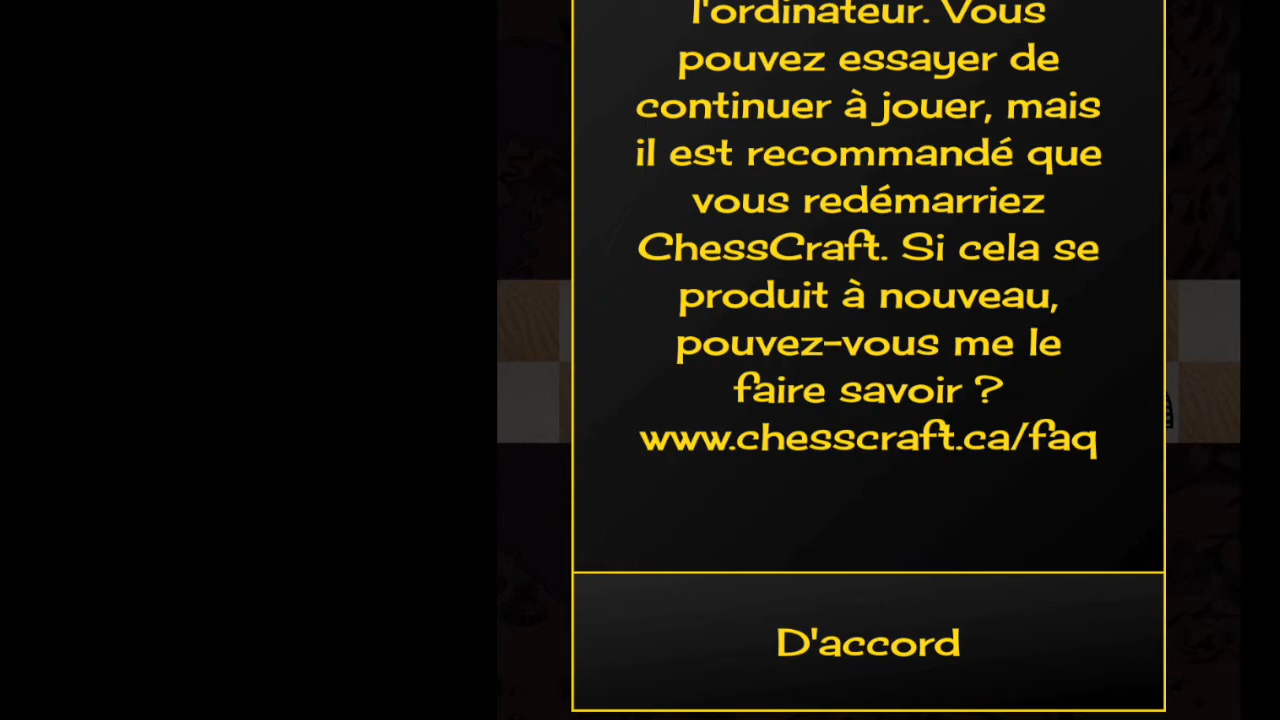 l'ordinateur. Vous
pouvez essayer de
continuer à jouer, mais
il est recommandé que
vous redémarriez
ChessCraft. Si cela se
produit à nouveau,
pouvez-vous me le
faire savoir ?
www.chesscraft.ca/faq
D'accord